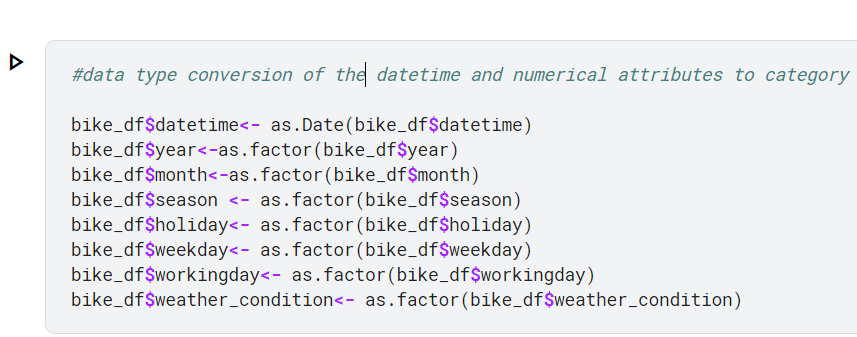 #data type conversion of the datetime and numerical attributes to category
bike_df$datetime<- as.Date(bike_df$datetime)
bike_df$year<-as.factor(bike_df$year)
bike_df$month<-as.factor(bike_df$month)
bike_df$season <- as.factor(bike_df$season)
bike_df$holiday<- as.factor(bike_df$holiday)
bike_df$weekday<- as.factor(bike_df$weekday)
bike_df$workingday<- as.factor(bike_df$workingday)
bike_df$weather_condition<- as.factor(bike_df$weather_condition)